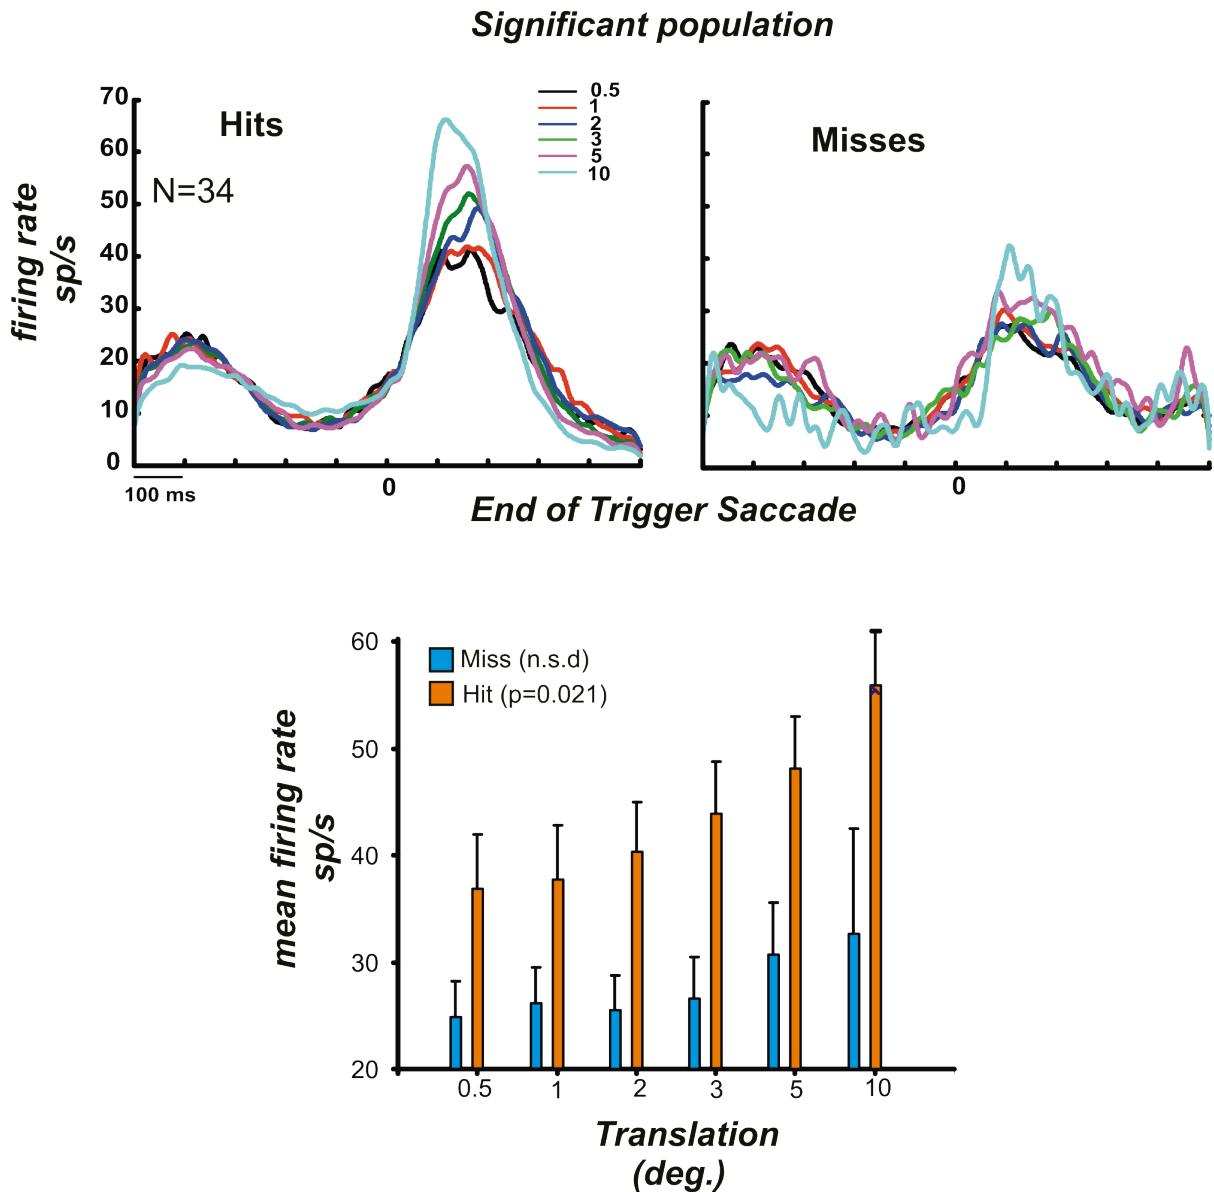 Significant population
70
60
50
40
30
20
10
0
firing rate
sp/s
Hits
N=34
0.5
1
2
3
5
10
Misses
100 ms
0
0
End of Trigger Saccade
60
50
40
30
20
mean firing rate
sp/s
Miss (n.s.d)
Hit (p=0.021)
0.5 1 2 3 5 10
Translation
(deg.)